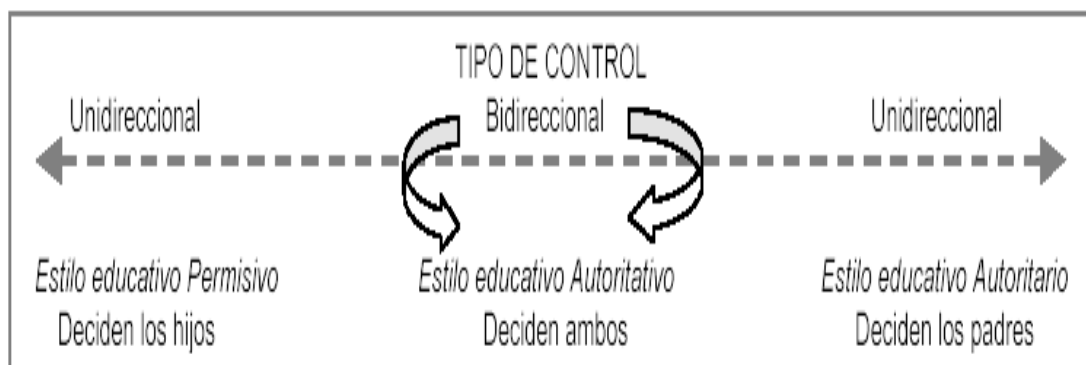 TIPO DE CONTROL
Unidireccional Bidireccional Unidireccional
Estilo educativo Permisivo Estilo educativo Autoritativo Estilo educativo Autoritario
Deciden los hijos Deciden ambos Deciden los padres